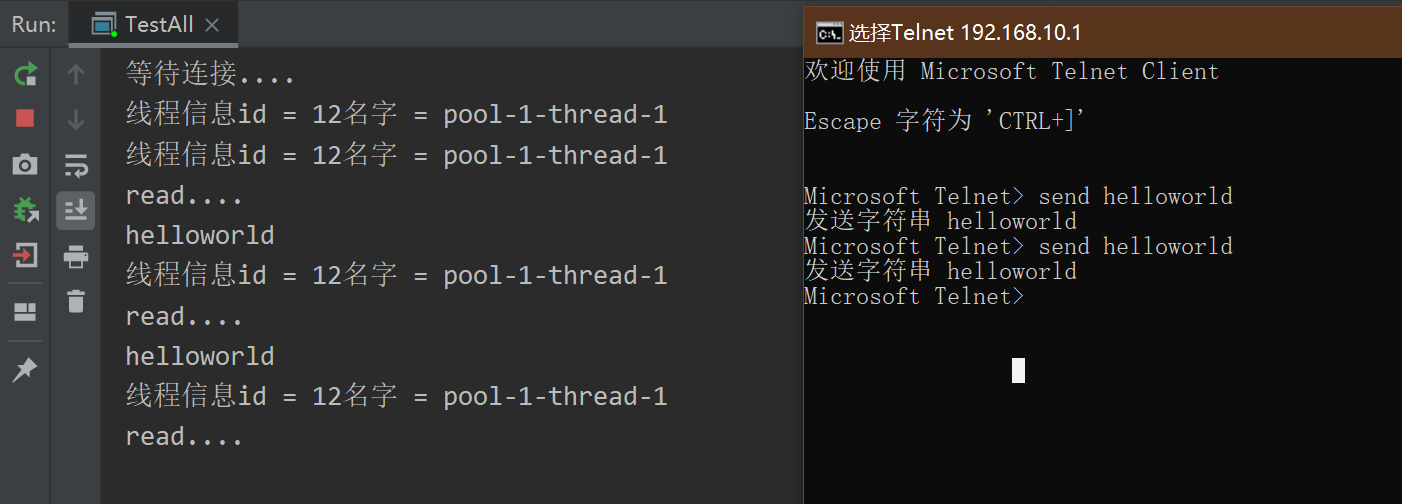 Run:
TestAll
等待连接....
线程信息id = 12名字 = pool-1-thread-1
线程信息id = 12名字 = pool-1-thread-1
read....
helloworld
线程信息id = 12名字 = pool-1-thread-1
read....
helloworld
线程信息id = 12名字 = pool-1-thread-1
read....
选择Telnet 192.168.10.1
欢迎使用 Microsoft Telnet Client
Escape 字符为 'CTRL+]'
Microsoft Telnet> send helloworld
发送字符串 helloworld
Microsoft Telnet> send helloworld
发送字符串 helloworld
Microsoft Telnet>